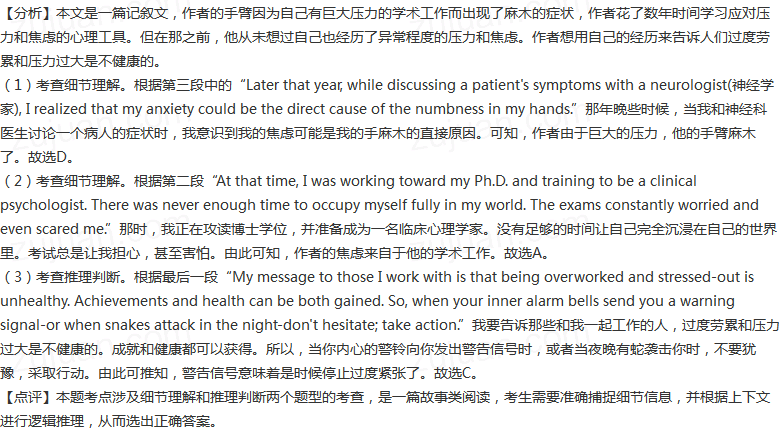 【分析】本文是一篇记叙文，作者的手臂因为自己有巨大压力的学术工作而出现了麻木的症状，作者花了数年时间学习应对压
力和焦虑的心理工具。但在那之前，他从未想过自己也经历了异常程度的压力和焦虑。作者想用自己的经历来告诉人们过度劳
累和压力过大是不健康的。
（1）考查细节理解。根据第三段中的“Later that year, while discussing a patient's symptoms with a neurologist(神经学
家), I realized that my anxiety could be the direct cause of the numbness in my hands.”那年晚些时候，当我和神经科
医生讨论一个病人的症状时，我意识到我的焦虑可能是我的手麻木的直接原因。可知，作者由于巨大的压力，他的手臂麻木
了。故选D。
（2）考查细节理解。根据第二段“At that time, I was working toward my Ph.D. and training to be a clinical
psychologist. There was never enough time to occupy myself fully in my world. The exams constantly worried and
even scared me.”那时，我正在攻读博士学位，并准备成为一名临床心理学家。没有足够的时间让自己完全沉浸在自己的世界
里。考试总是让我担心，甚至害怕。由此可知，作者的焦虑来自于他的学术工作。故选A。
（3）考查推理判断。根据最后一段“My message to those I work with is that being overworked and stressed-out is
unhealthy. Achievements and health can be both gained. So, when your inner alarm bells send you a warning
signal-or when snakes attack in the night-don't hesitate; take action.”我要告诉那些和我一起工作的人，过度劳累和压力
过大是不健康的。成就和健康都可以获得。所以，当你内心的警铃向你发出警告信号时，或者当夜晚有蛇袭击你时，不要犹
豫，采取行动。由此可推知，警告信号意味着是时候停止过度紧张了。故选C。
【点评】本题考点涉及细节理解和推理判断两个题型的考查，是一篇故事类阅读，考生需要准确捕捉细节信息，并根据上下文
进行逻辑推理，从而选出正确答案。